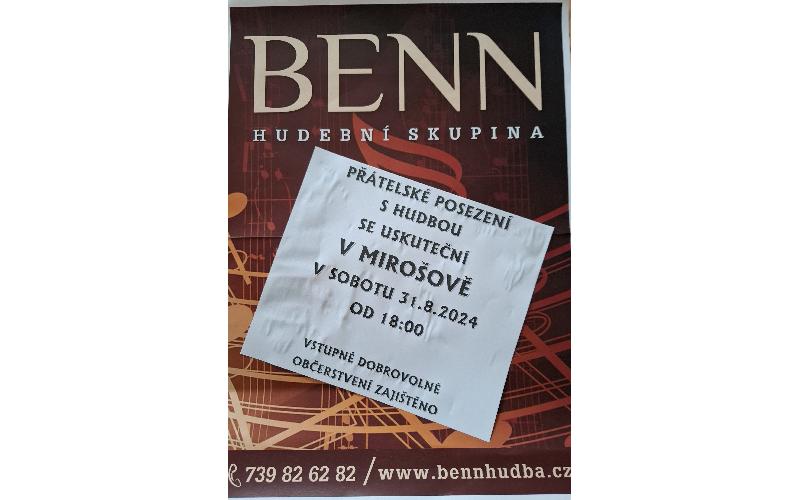 BENN
HUDEBNÍ SKUPINA
PŘÁTELSKÉ POSEZENÍ
S HUDBOU
SE USKUTEČNÍ
V MIROŠOVĚ
V SOBOTU 31.8.2024
OD 18:00
VSTUPNÉ DOBROVOLNÉ
OBČERSTVENÍ ZAJIŠTĚNO
739 82 62 82 / www.bennhudba.cz